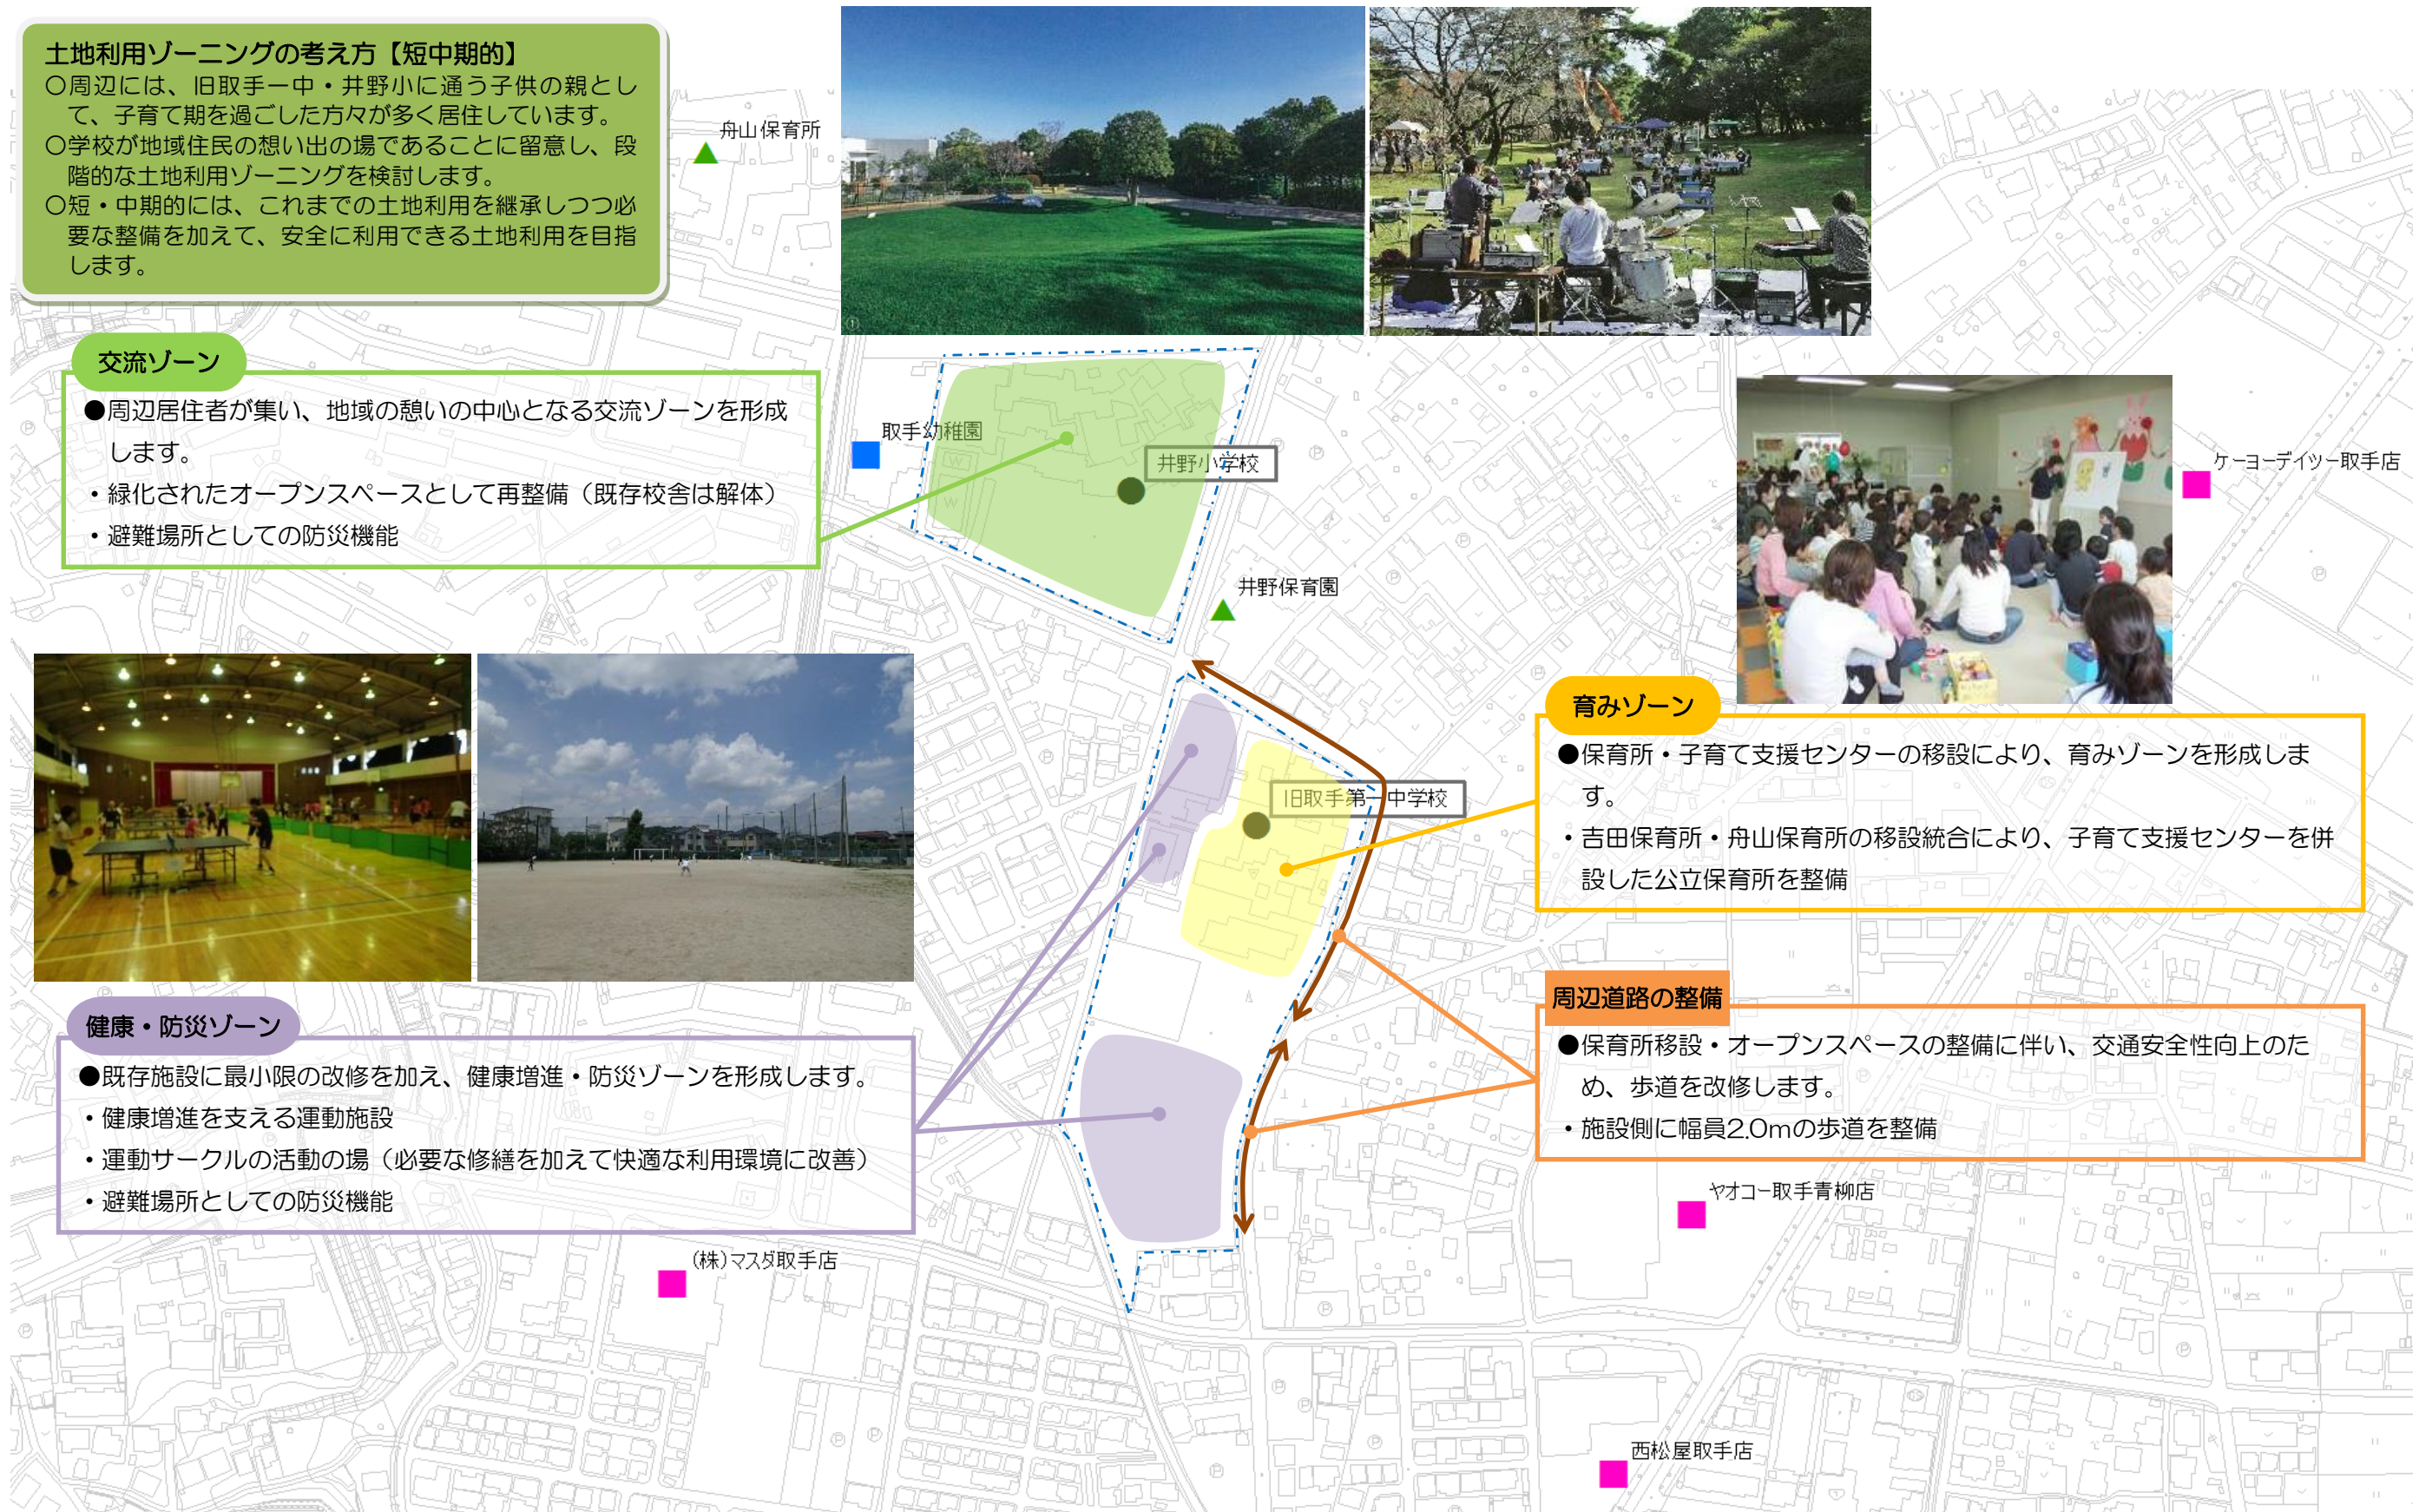 土地利用ゾーニングの考え方【短中期的】
○周辺には、旧取手一中・井野小に通う子供の親とし
て、子育て期を過ごした方々が多く居住しています。
○学校が地域住民の想い出の場であることに留意し、段
階的な土地利用ゾーニングを検討します。
○短・中期的には、これまでの土地利用を継承しつつ必
要な整備を加えて、安全に利用できる土地利用を目指
します。
舟山保育所
①
交流ゾーン
●周辺居住者が集い、地域の憩いの中心となる交流ゾーンを形成
します。
・緑化されたオープンスペースとして再整備（既存校舎は解体）
・避難場所としての防災機能
取手幼稚園
井野小学校
井野保育園
ケーヨーデイツー取手店
旧取手第一中学校
育みゾーン
●保育所・子育て支援センターの移設により、育みゾーンを形成しま
す。
・吉田保育所・舟山保育所の移設統合により、子育て支援センターを併
設した公立保育所を整備
周辺道路の整備
●保育所移設・オープンスペースの整備に伴い、交通安全性向上のた
め、歩道を改修します。
・施設側に幅員2.0mの歩道を整備
健康・防災ゾーン
●既存施設に最小限の改修を加え、健康増進・防災ゾーンを形成します。
・健康増進を支える運動施設
・運動サークルの活動の場（必要な修繕を加えて快適な利用環境に改善）
・避難場所としての防災機能
ヤオコー取手青柳店
(株)マスダ取手店
西松屋取手店